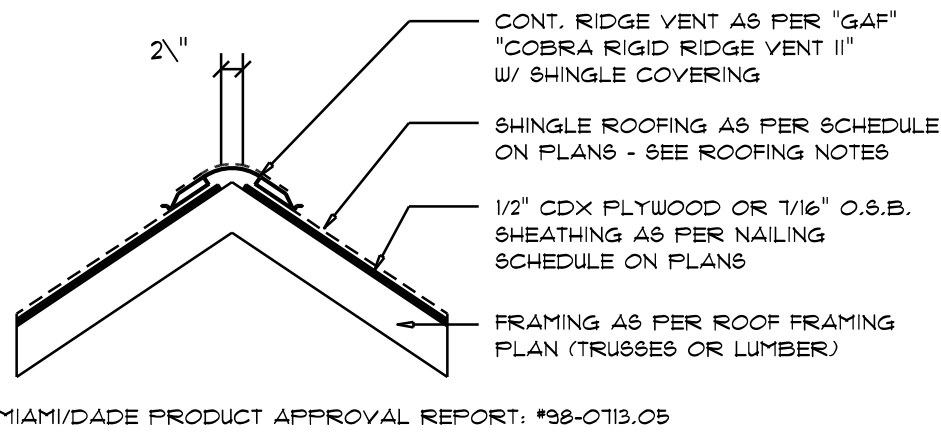 2\"
CONT. RIDGE VENT AS PER "GAF"
"COBRA RIGID RIDGE VENT II"
W/ SHINGLE COVERING
SHINGLE ROOFING AS PER SCHEDULE
ON PLANS - SEE ROOFING NOTES
1/2" CDX PLYWOOD OR 7/16" O.S.B.
SHEATHING AS PER NAILING
SCHEDULE ON PLANS
FRAMING AS PER ROOF FRAMING
PLAN (TRUSSES OR LUMBER)
MIAMI/DADE PRODUCT APPROVAL REPORT: #98-0713.05